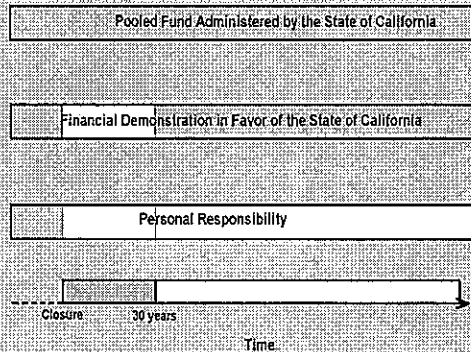 Pooled Fund Administered by the State of California
Financial Demonstration in Favor of the State of California
Personal Responsibility
Closure 30 years
Time